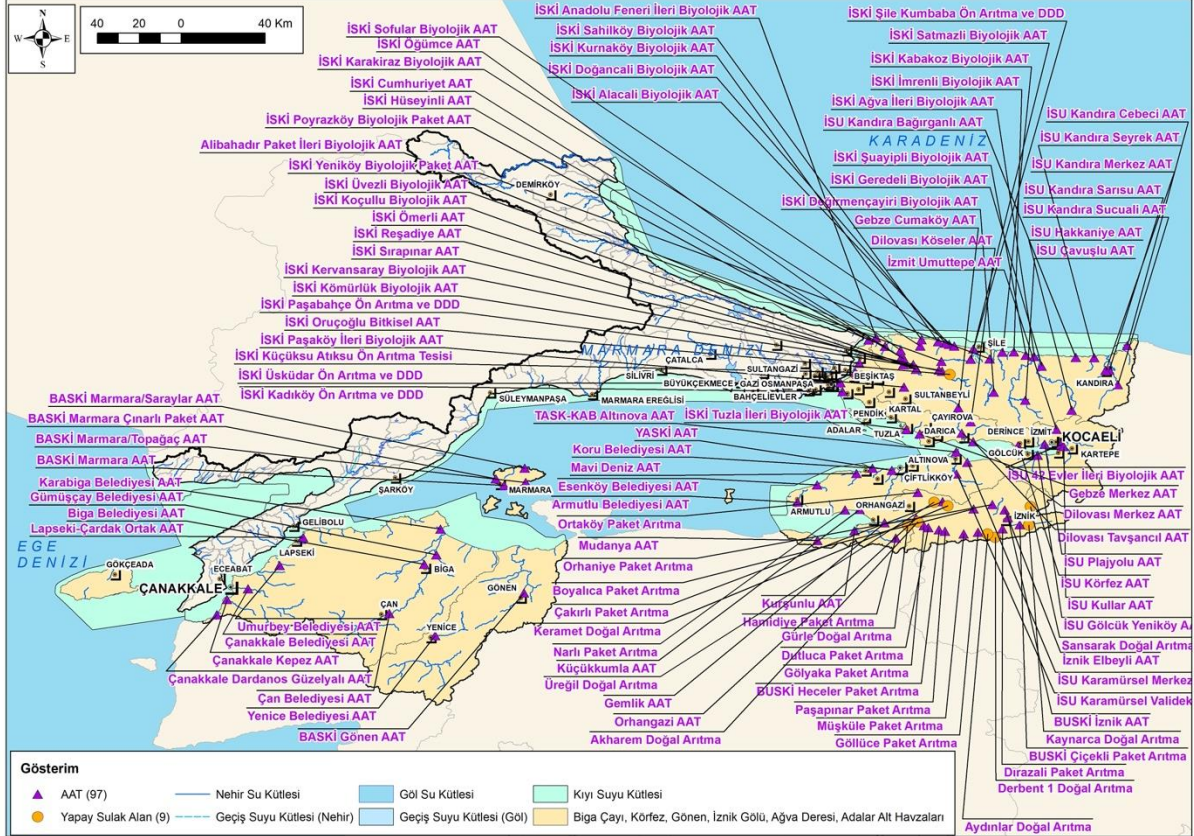 N
W E
S
40 20 0 40 Km
İSKİ Sofular Biyolojik AAT
İSKİ Öğümce AAT
İSKİ Karakiraz Biyolojik AAT
İSKİ Cumhuriyet AAT
İSKİ Hüseyinli AAT
İSKİ Poyrazköy Biyolojik Paket AAT
Alibahadır Paket İleri Biyolojik AAT
İSKİ Yeniköy Biyolojik Paket AAT
İSKİ Üvezli Biyolojik AAT
İSKİ Koçullu Biyolojik AAT
İSKİ Ömerli AAT
İSKİ Reşadiye AAT
İSKİ Sırapınar AAT
İSKİ Kervansaray Biyolojik AAT
İSKİ Kömürlük Biyolojik AAT
İSKİ Paşabahçe Ön Arıtma ve DDD
İSKİ Oruçoğlu Bitkisel AAT
İSKİ Paşaköy İleri Biyolojik AAT
İSKİ Küçüksu Atıksu Ön Arıtma Tesisi
İSKİ Üsküdar Ön Arıtma ve DDD
İSKİ Kadıköy Ön Arıtma ve DDD
İSKİ Anadolu Feneri İleri Biyolojik AAT
İSKİ Sahilköy Biyolojik AAT
İSKİ Kurnaköy Biyolojik AAT
İSKİ Doğancali Biyolojik AAT
İSKİ Alacali Biyolojik AAT
İSKİ Şile Kumbaba Ön Arıtma ve DDD
İSKİ Satmazli Biyolojik AAT
İSKİ Kabakoz Biyolojik AAT
İSKİ İmrenli Biyolojik AAT
İSKİ Ağva İleri Biyolojik AAT
İSU Kandıra Bağırganlı AAT
KARADENİZ
İSKİ Şuayipli Biyolojik AAT
İSKİ Geredeli Biyolojik AAT
İSKİ Değirmençayiri Biyolojik AAT
Gebze Cumaköy AAT
Dilovası Köseler AAT
İzmit Umuttepe AAT
İSU Kandıra Cebeci AAT
İSU Kandıra Seyrek AAT
İSU Kandıra Merkez AAT
İSU Kandıra Sarısu AAT
İSU Kandıra Sucuali AAT
İSU Hakkaniye AAT
İSU Çavuşlu AAT
DEMİRKÖY
MARMARA DENİZİ
ÇATALCA
SİLİVRİ
SULTANGAZİ
BÜYÜKÇEKMECE
GAZİ OSMANPAŞA
BAHÇELİEVLER
BEŞİKTAŞ
SULTANBEYLİ
ŞİLE
KANDIRA
SÜLEYMANPAŞA
MARMARA EREĞLİSİ
PENDİK
KARTAL
ÇAYIROVA
ADALAR
TUZLA
DARICA
DERİNCE
İZMİT
KOCAELİ
GÖLCÜK
KARTEPE
ALTINOVA
ÇİFTLİKKÖY
ARMUTLU
ORHANGAZİ
İZNİK
ŞARKÖY
MARMARA
GELİBOLU
LAPSEKİ
ECEABAT
ÇANAKKALE
GÖKÇEADA
EGE
DENİZİ
BİGA
GÖNEN
ÇAN
YENİCE
BASKİ Marmara/Saraylar AAT
BASKİ Marmara Çınarlı Paket AAT
BASKİ Marmara/Topağaç AAT
BASKİ Marmara AAT
Karabiga Belediyesi AAT
Gümüşçay Belediyesi AAT
Biga Belediyesi AAT
Lapseki-Çardak Ortak AAT
Umurbey Belediyesi AAT
Çanakkale Belediyesi AAT
Çanakkale Kepez AAT
Çanakkale Dardanos Güzelyalı AAT
Çan Belediyesi AAT
Yenice Belediyesi AAT
BASKİ Gönen AAT
TASK-KAB Altınova AAT
İSKİ Tuzla İleri Biyolojik AAT
YASKİ AAT
Koru Belediyesi AAT
Mavi Deniz AAT
Esenköy Belediyesi AAT
Armutlu Belediyesi AAT
Ortaköy Paket Arıtma
Mudanya AAT
Orhaniye Paket Arıtma
Boyalıca Paket Arıtma
Çakırlı Paket Arıtma
Keramet Doğal Arıtma
Narlı Paket Arıtma
Küçükkumla AAT
Üreğil Doğal Arıtma
Gemlik AAT
Orhangazi AAT
Akharem Doğal Arıtma
Kurşunlu AAT
Hamidiye Paket Arıtma
Gürle Doğal Arıtma
Dutluca Paket Arıtma
Gölyaka Paket Arıtma
BUSKİ Heceler Paket Arıtma
Paşapınar Paket Arıtma
Müşküle Paket Arıtma
Göllüce Paket Arıtma
İSU 42 Evler İleri Biyolojik AAT
Gebze Merkez AAT
Dilovası Merkez AAT
Dilovası Tavşancıl AAT
İSU Plajyolu AAT
İSU Körfez AAT
İSU Kullar AAT
İSU Gölcük Yeniköy AA
Sansarak Doğal Arıtma
İznik Elbeyli AAT
İSU Karamürsel Merkez
İSU Karamürsel Validek
BUSKİ İznik AAT
Kaynarca Doğal Arıtma
BUSKİ Çiçekli Paket Arıtma
Dırazali Paket Arıtma
Derbent 1 Doğal Arıtma
Aydınlar Doğal Arıtma
Gösterim
AAT (97)
Nehir Su Kütlesi
Göl Su Kütlesi
Kıyı Suyu Kütlesi
Yapay Sulak Alan (9)
Geçiş Suyu Kütlesi (Nehir)
Geçiş Suyu Kütlesi (Göl)
Biga Çayı, Körfez, Gönen, İznik Gölü, Ağva Deresi, Adalar Alt Havzaları